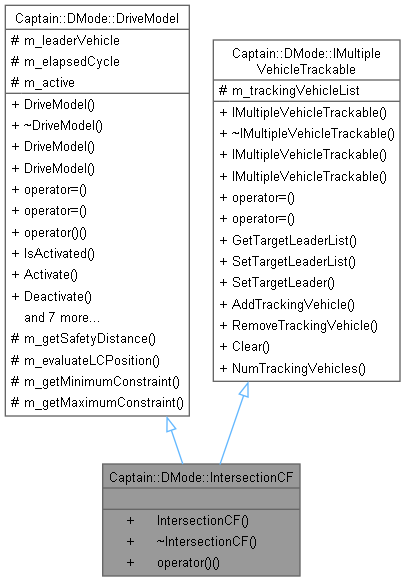 Captain::DMode::DriveModel
# m_leaderVehicle
# m_elapsedCycle
# m_active
+ DriveModel()
+ ~DriveModel()
+ DriveModel()
+ DriveModel()
+ operator=()
+ operator=()
+ operator()()
+ IsActivated()
+ Activate()
+ Deactivate()
and 7 more...
# m_getSafetyDistance()
# m_evaluateLCPosition()
# m_getMinimumConstraint()
# m_getMaximumConstraint()
Captain::DMode::IMultiple
VehicleTrackable
# m_trackingVehicleList
+ IMultipleVehicleTrackable()
+ ~IMultipleVehicleTrackable()
+ IMultipleVehicleTrackable()
+ IMultipleVehicleTrackable()
+ operator=()
+ operator=()
+ GetTargetLeaderList()
+ SetTargetLeaderList()
+ SetTargetLeader()
+ AddTrackingVehicle()
+ RemoveTrackingVehicle()
+ Clear()
+ NumTrackingVehicles()
Captain::DMode::IntersectionCF
+ IntersectionCF()
+ ~IntersectionCF()
+ operator()()